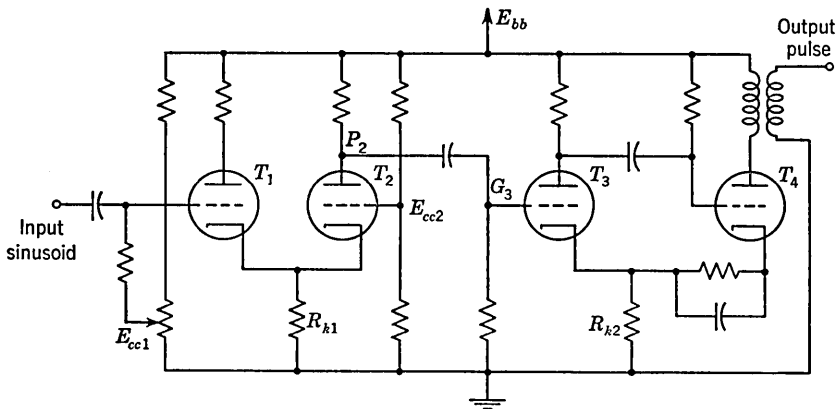 E_bb
Output
pulse
P_2
T_1
T_2
T_3
T_4
G_3
E_cc2
Input
sinusoid
E_cc1
R_k1
R_k2